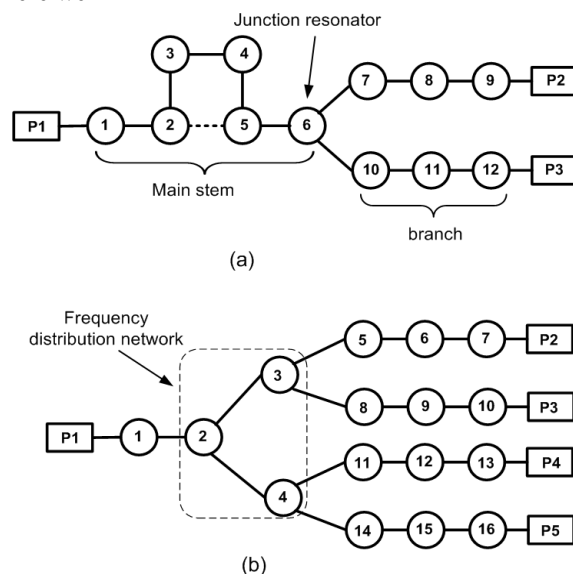 Junction resonator
3 4 7 8 9 P2
P1 1 2 5 6
10 11 12 P3
Main stem
branch
(a)
Frequency
distribution network
5 6 7 P2
3
8 9 10 P3
P1 1 2
11 12 13 P4
4
14 15 16 P5
(b)